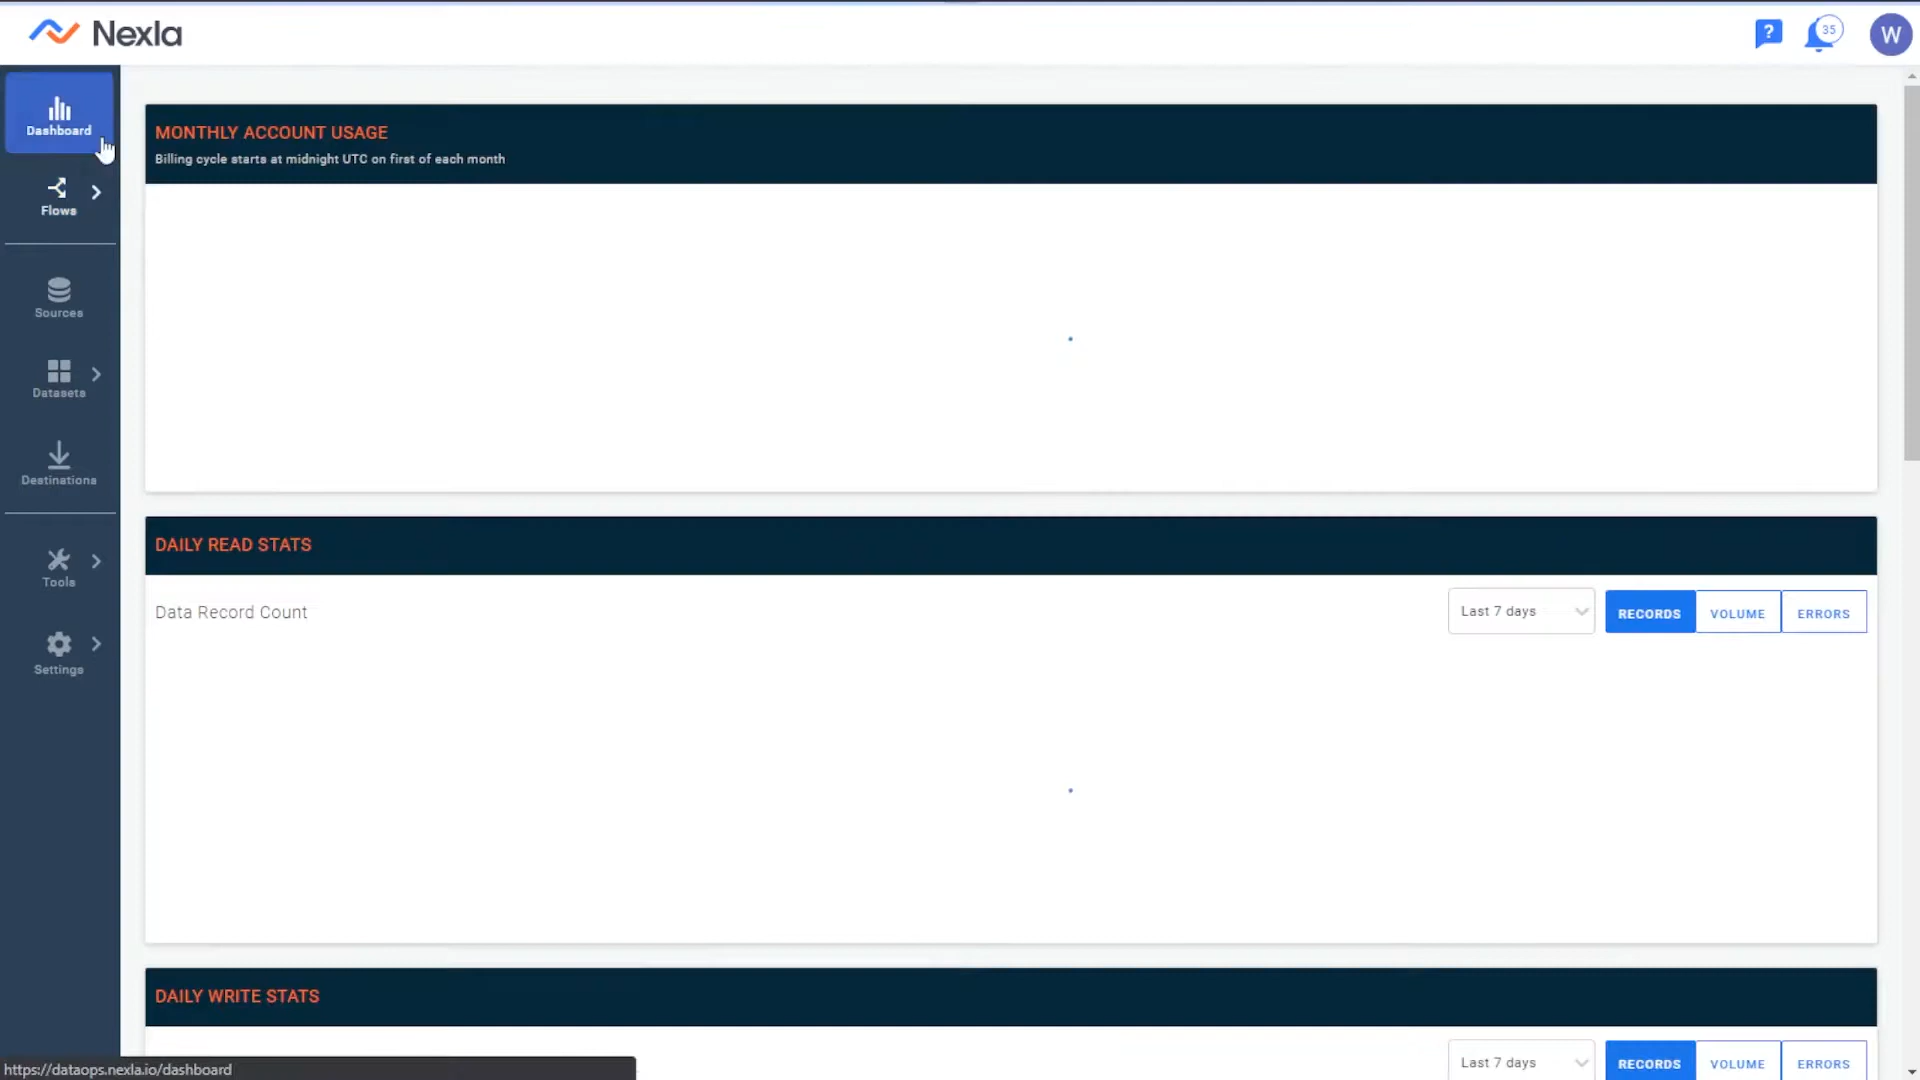 Nexla
?
35
W
Dashboard
Flows
Sources
Datasets
Destinations
Tools
Settings
MONTHLY ACCOUNT USAGE
Billing cycle starts at midnight UTC on first of each month
DAILY READ STATS
Data Record Count
Last 7 days
RECORDS
VOLUME
ERRORS
DAILY WRITE STATS
Last 7 days
RECORDS
VOLUME
ERRORS
https://dataops.nexla.io/dashboard